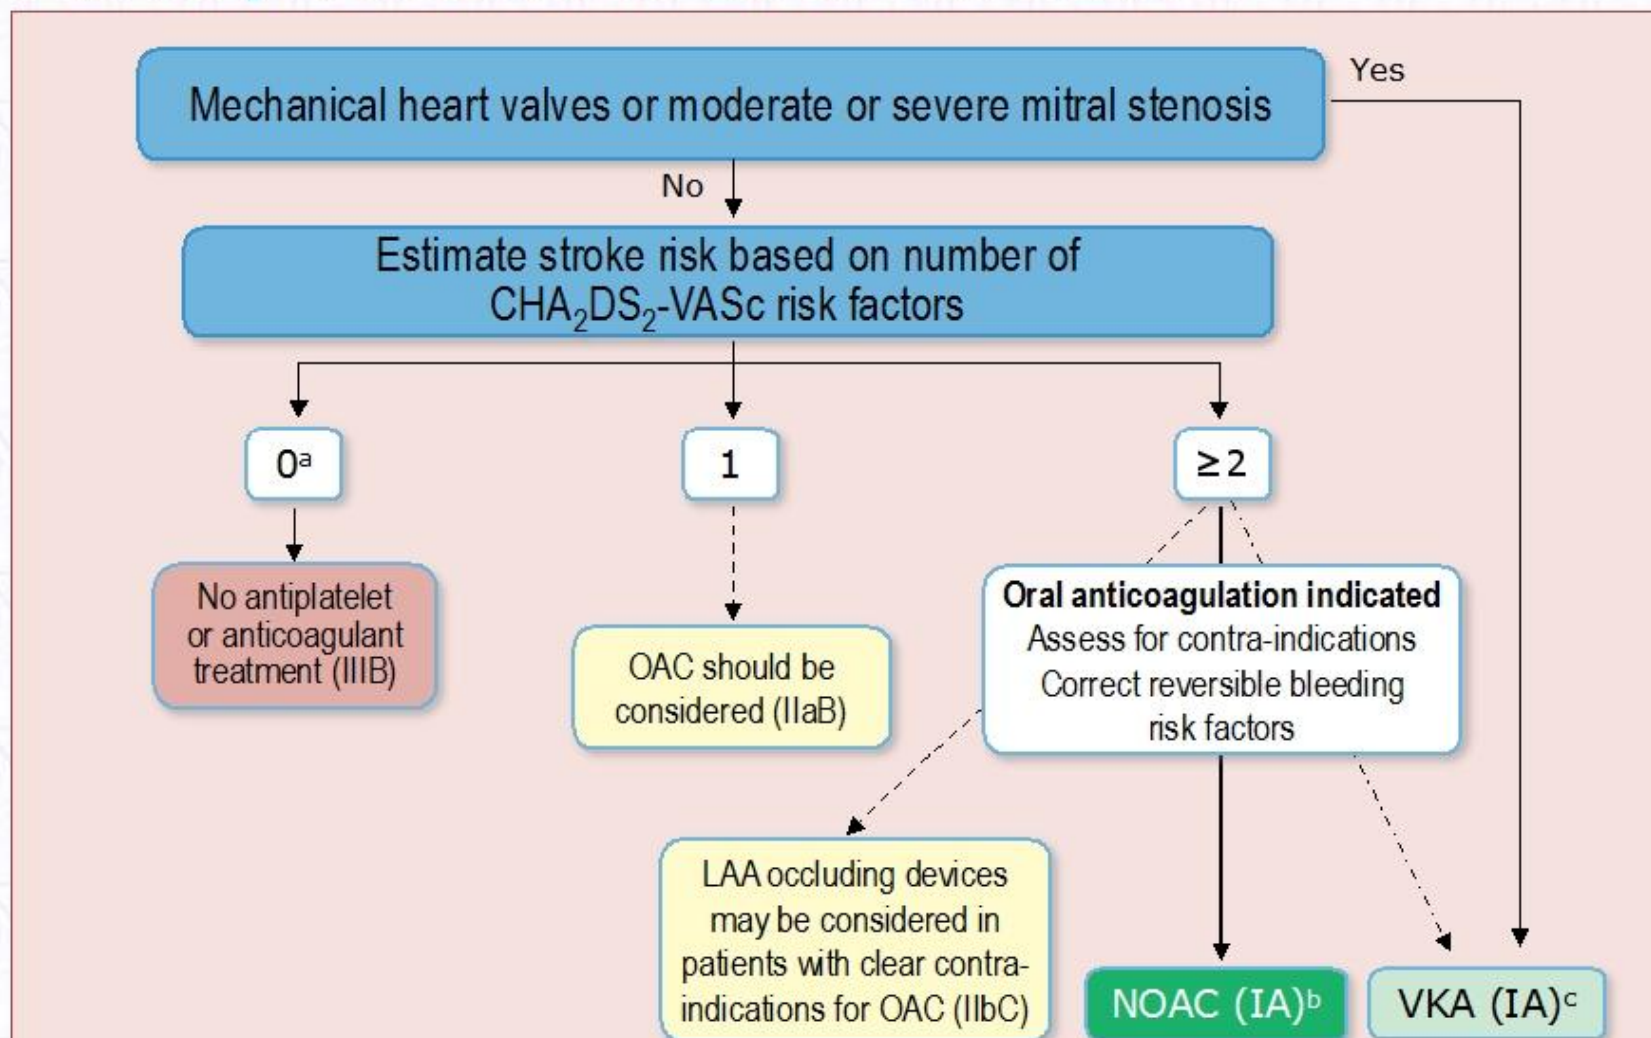 Mechanical heart valves or moderate or severe mitral stenosis
Yes
No
Estimate stroke risk based on number of
CHA₂DS₂-VASc risk factors
0ᵃ
1
≥2
No antiplatelet
or anticoagulant
treatment (IIIB)
OAC should be
considered (IIaB)
Oral anticoagulation indicated
Assess for contra-indications
Correct reversible bleeding
risk factors
LAA occluding devices
may be considered in
patients with clear contra-
indications for OAC (IIbC)
NOAC (IA)ᵇ
VKA (IA)ᶜ